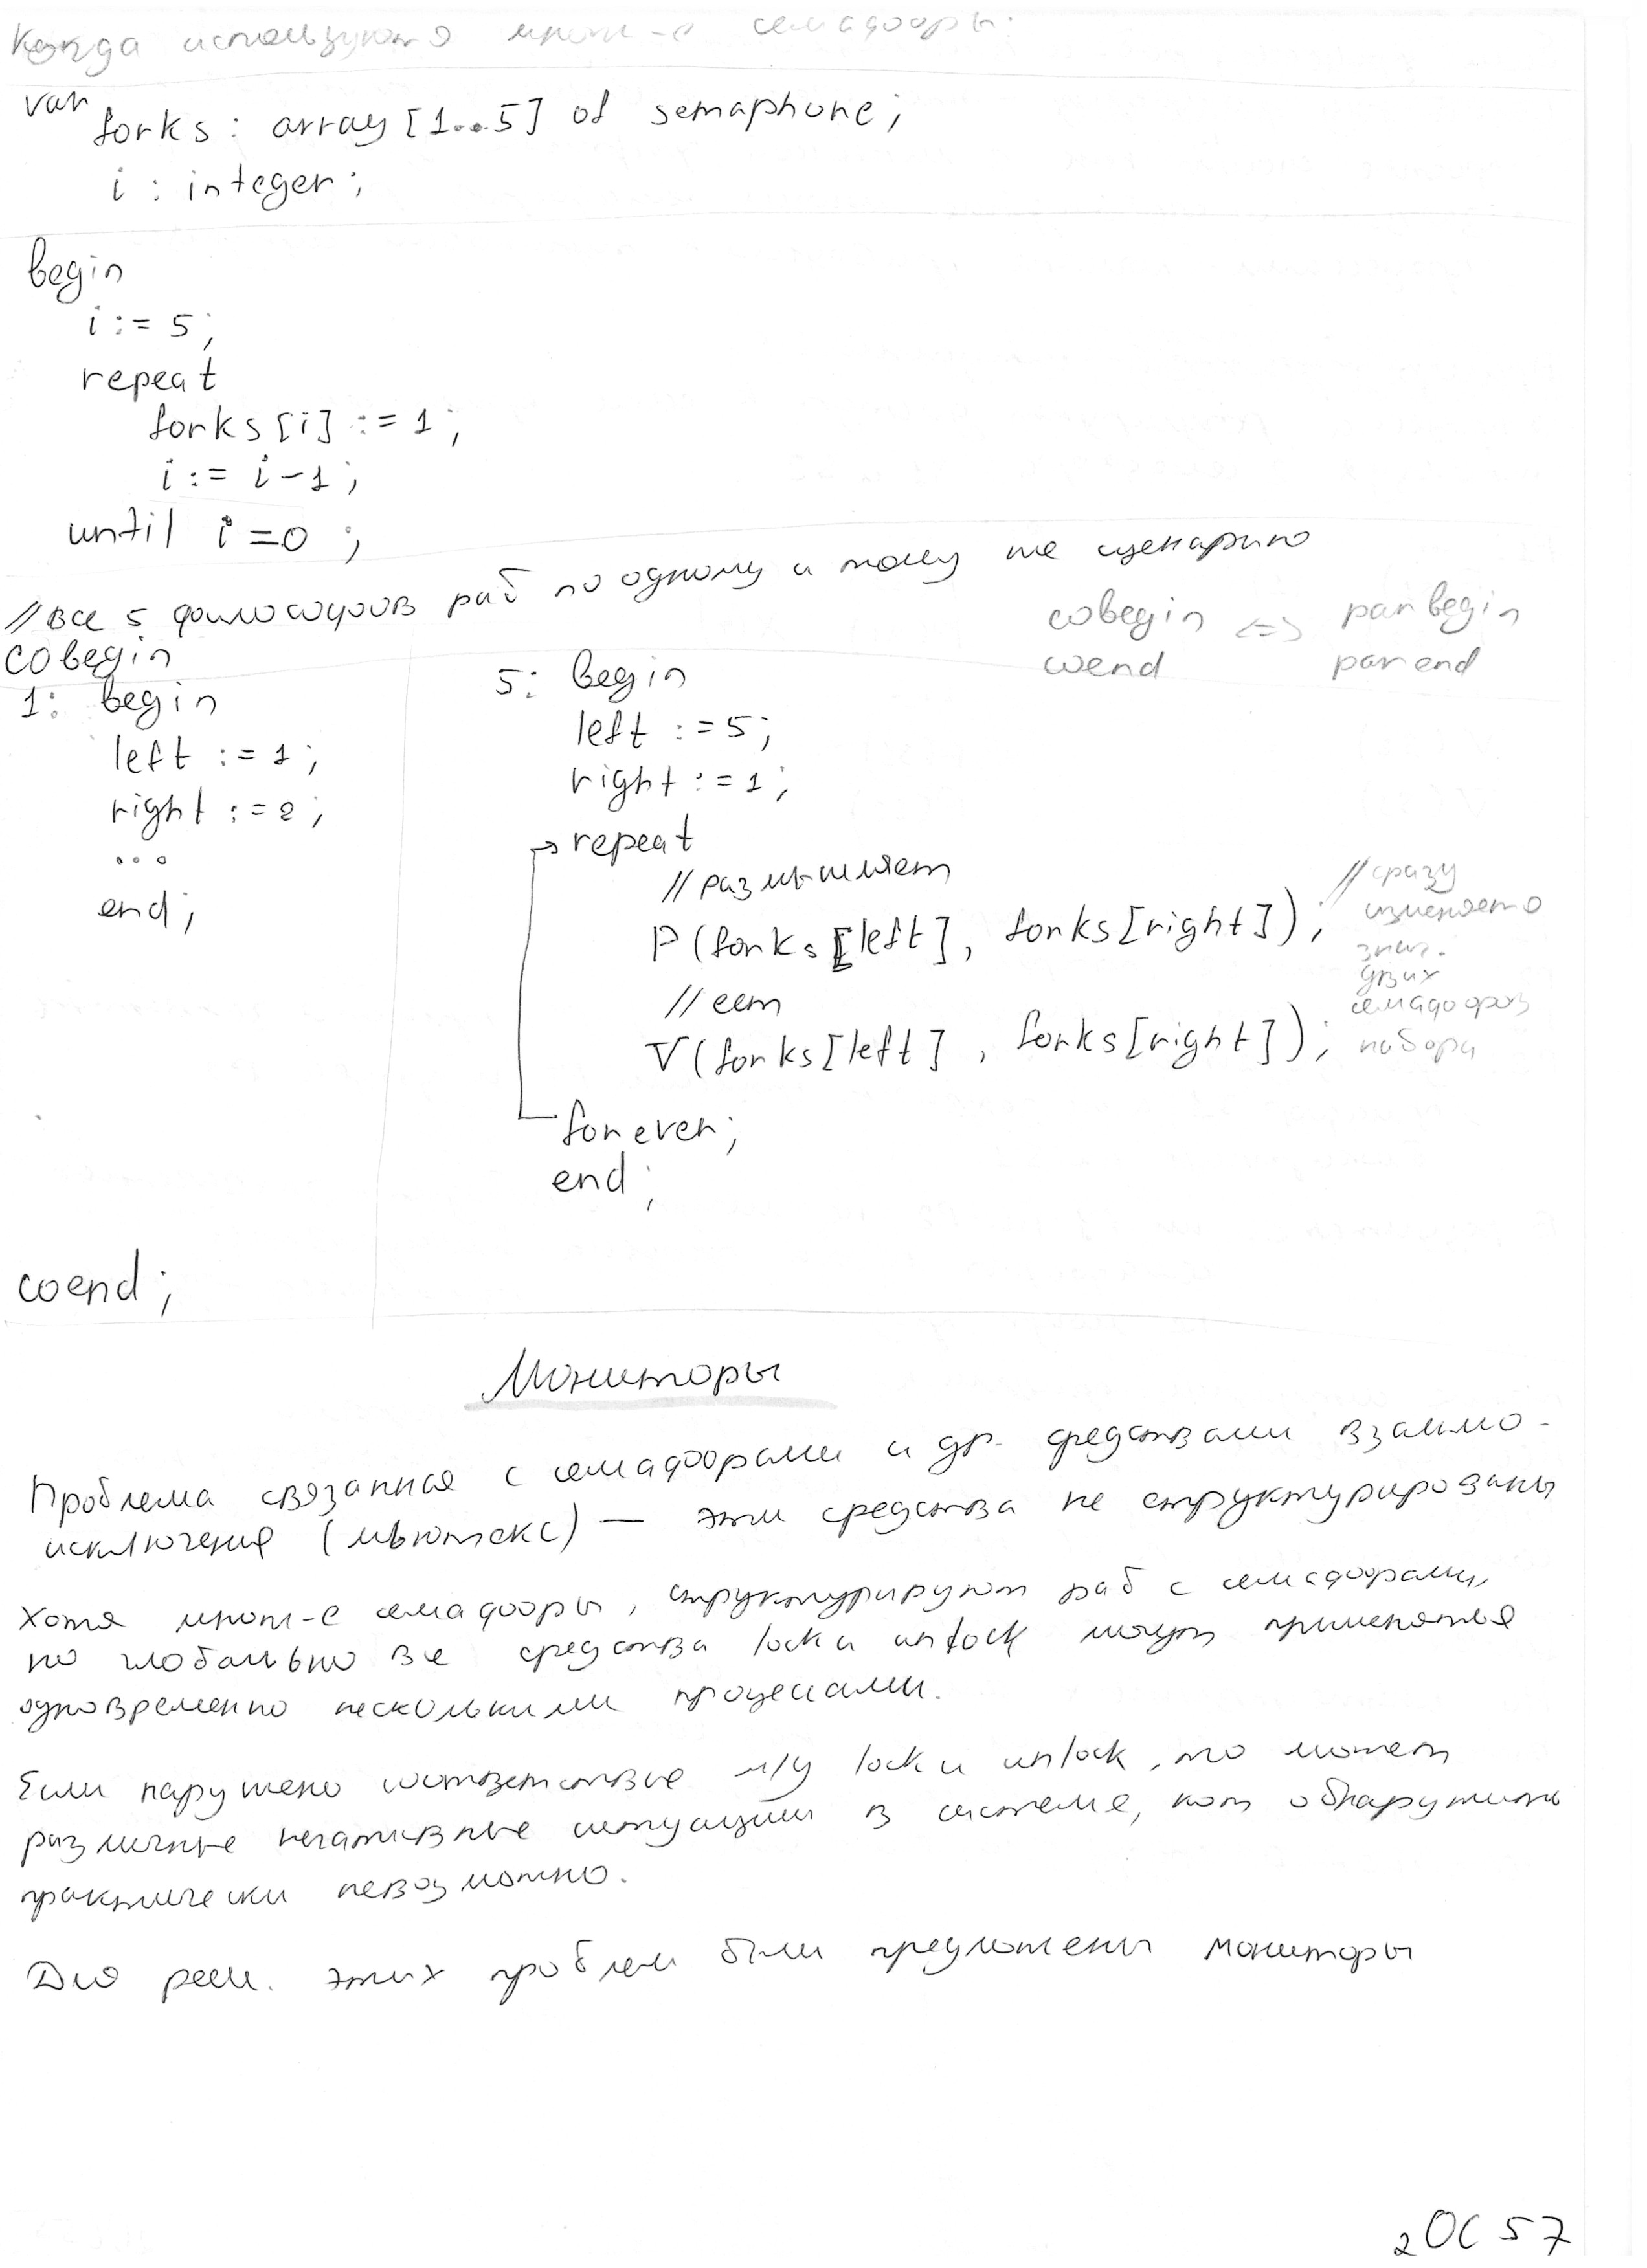 Когда используются множ-е семафоры:
var
forks: array [1...5] of semaphore;
i : integer;
begin
i := 5;
repeat
forks[i] := 1;
i := i-1;
until i=0 ;
//все 5 философов раб по одному и тому же сценарию
cobegin <=> parbegin
coend parend
cobegin
1: begin
left := 1;
right := 2;
...
end;
5: begin
left := 5;
right := 1;
repeat
//размышляет
P(forks[left], forks[right]);
//ест
V(forks[left], forks[right]);
forever;
end;
//сразу
изменяет
знач.
двух
семафоров
набора
coend;
Мониторы
Проблема связанная с семафорами и др. средствами взаимо-
исключения (мьютекс) — эти средства не структурированы
Хотя множ-е семафоры, структурируют раб с семафорами,
но глобально все средства lock и unlock могут применяться
одновременно несколькими процессами.
Если нарушено соответствие м/у lock и unlock, то может
различные негативные ситуации в системе, кот обнаружить
практически невозможно.
Для реш. этих проблем были предложены мониторы
2 ОС 57